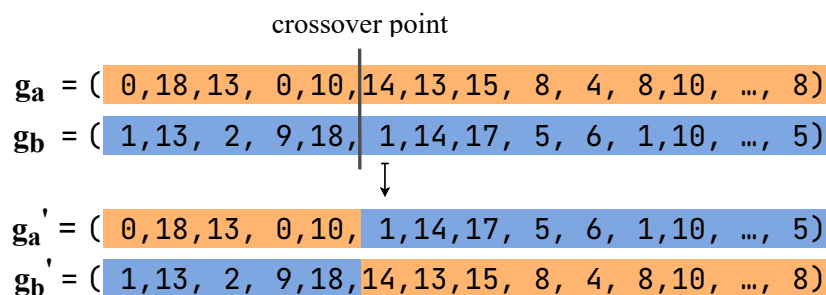 crossover point
ga = ( 0,18,13, 0,10,14,13,15, 8, 4, 8,10, …, 8)
gb = ( 1,13, 2, 9,18, 1,14,17, 5, 6, 1,10, …, 5)
ga' = ( 0,18,13, 0,10, 1,14,17, 5, 6, 1,10, …, 5)
gb' = ( 1,13, 2, 9,18,14,13,15, 8, 4, 8,10, …, 8)